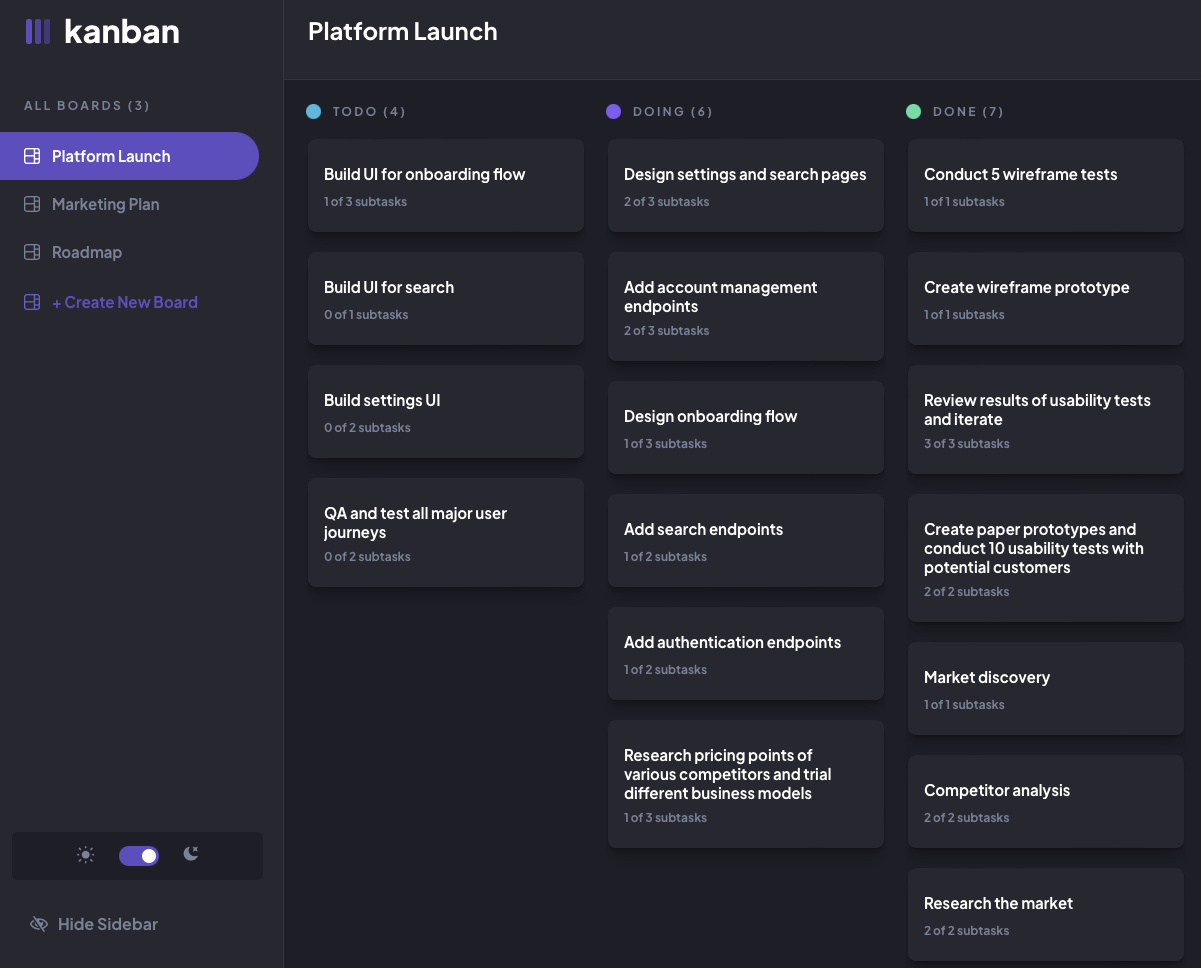 kanban
Platform Launch
ALL BOARDS (3)
Platform Launch
Marketing Plan
Roadmap
+ Create New Board
Hide Sidebar
TODO (4)
Build UI for onboarding flow
1 of 3 subtasks
Build UI for search
0 of 1 subtasks
Build settings UI
0 of 2 subtasks
QA and test all major user
journeys
0 of 2 subtasks
DOING (6)
Design settings and search pages
2 of 3 subtasks
Add account management
endpoints
2 of 3 subtasks
Design onboarding flow
1 of 3 subtasks
Add search endpoints
1 of 2 subtasks
Add authentication endpoints
1 of 2 subtasks
Research pricing points of
various competitors and trial
different business models
1 of 3 subtasks
DONE (7)
Conduct 5 wireframe tests
1 of 1 subtasks
Create wireframe prototype
1 of 1 subtasks
Review results of usability tests
and iterate
3 of 3 subtasks
Create paper prototypes and
conduct 10 usability tests with
potential customers
2 of 2 subtasks
Market discovery
1 of 1 subtasks
Competitor analysis
2 of 2 subtasks
Research the market
2 of 2 subtasks